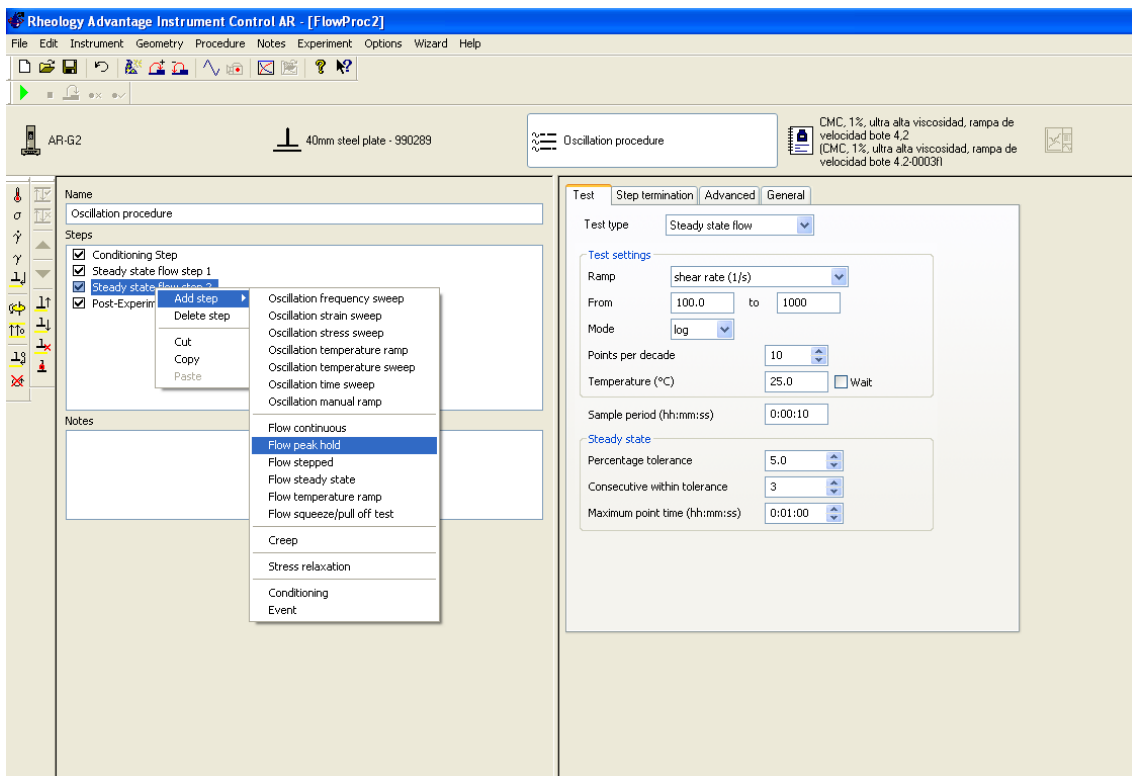 Rheology Advantage Instrument Control AR - [FlowProc2]
File Edit Instrument Geometry Procedure Notes Experiment Options Wizard Help
AR-G2
40mm steel plate - 990289
Oscillation procedure
CMC, 1%, ultra alta viscosidad, rampa de
velocidad bote 4,2
(CMC, 1%, ultra alta viscosidad, rampa de
velocidad bote 4.2-0003f)
Name
Oscillation procedure
Steps
Conditioning Step
Steady state flow step 1
Steady state flow step 2
Post-Experim
Add step
Delete step
Cut
Copy
Paste
Oscillation frequency sweep
Oscillation strain sweep
Oscillation stress sweep
Oscillation temperature ramp
Oscillation temperature sweep
Oscillation time sweep
Oscillation manual ramp
Flow continuous
Flow peak hold
Flow stepped
Flow steady state
Flow temperature ramp
Flow squeeze/pull off test
Creep
Stress relaxation
Conditioning
Event
Notes
Test Step termination Advanced General
Test type Steady state flow
Test settings
Ramp shear rate (1/s)
From 100.0 to 1000
Mode log
Points per decade 10
Temperature (°C) 25.0 Wait
Sample period (hh:mm:ss) 0:00:10
Steady state
Percentage tolerance 5.0
Consecutive within tolerance 3
Maximum point time (hh:mm:ss) 0:01:00